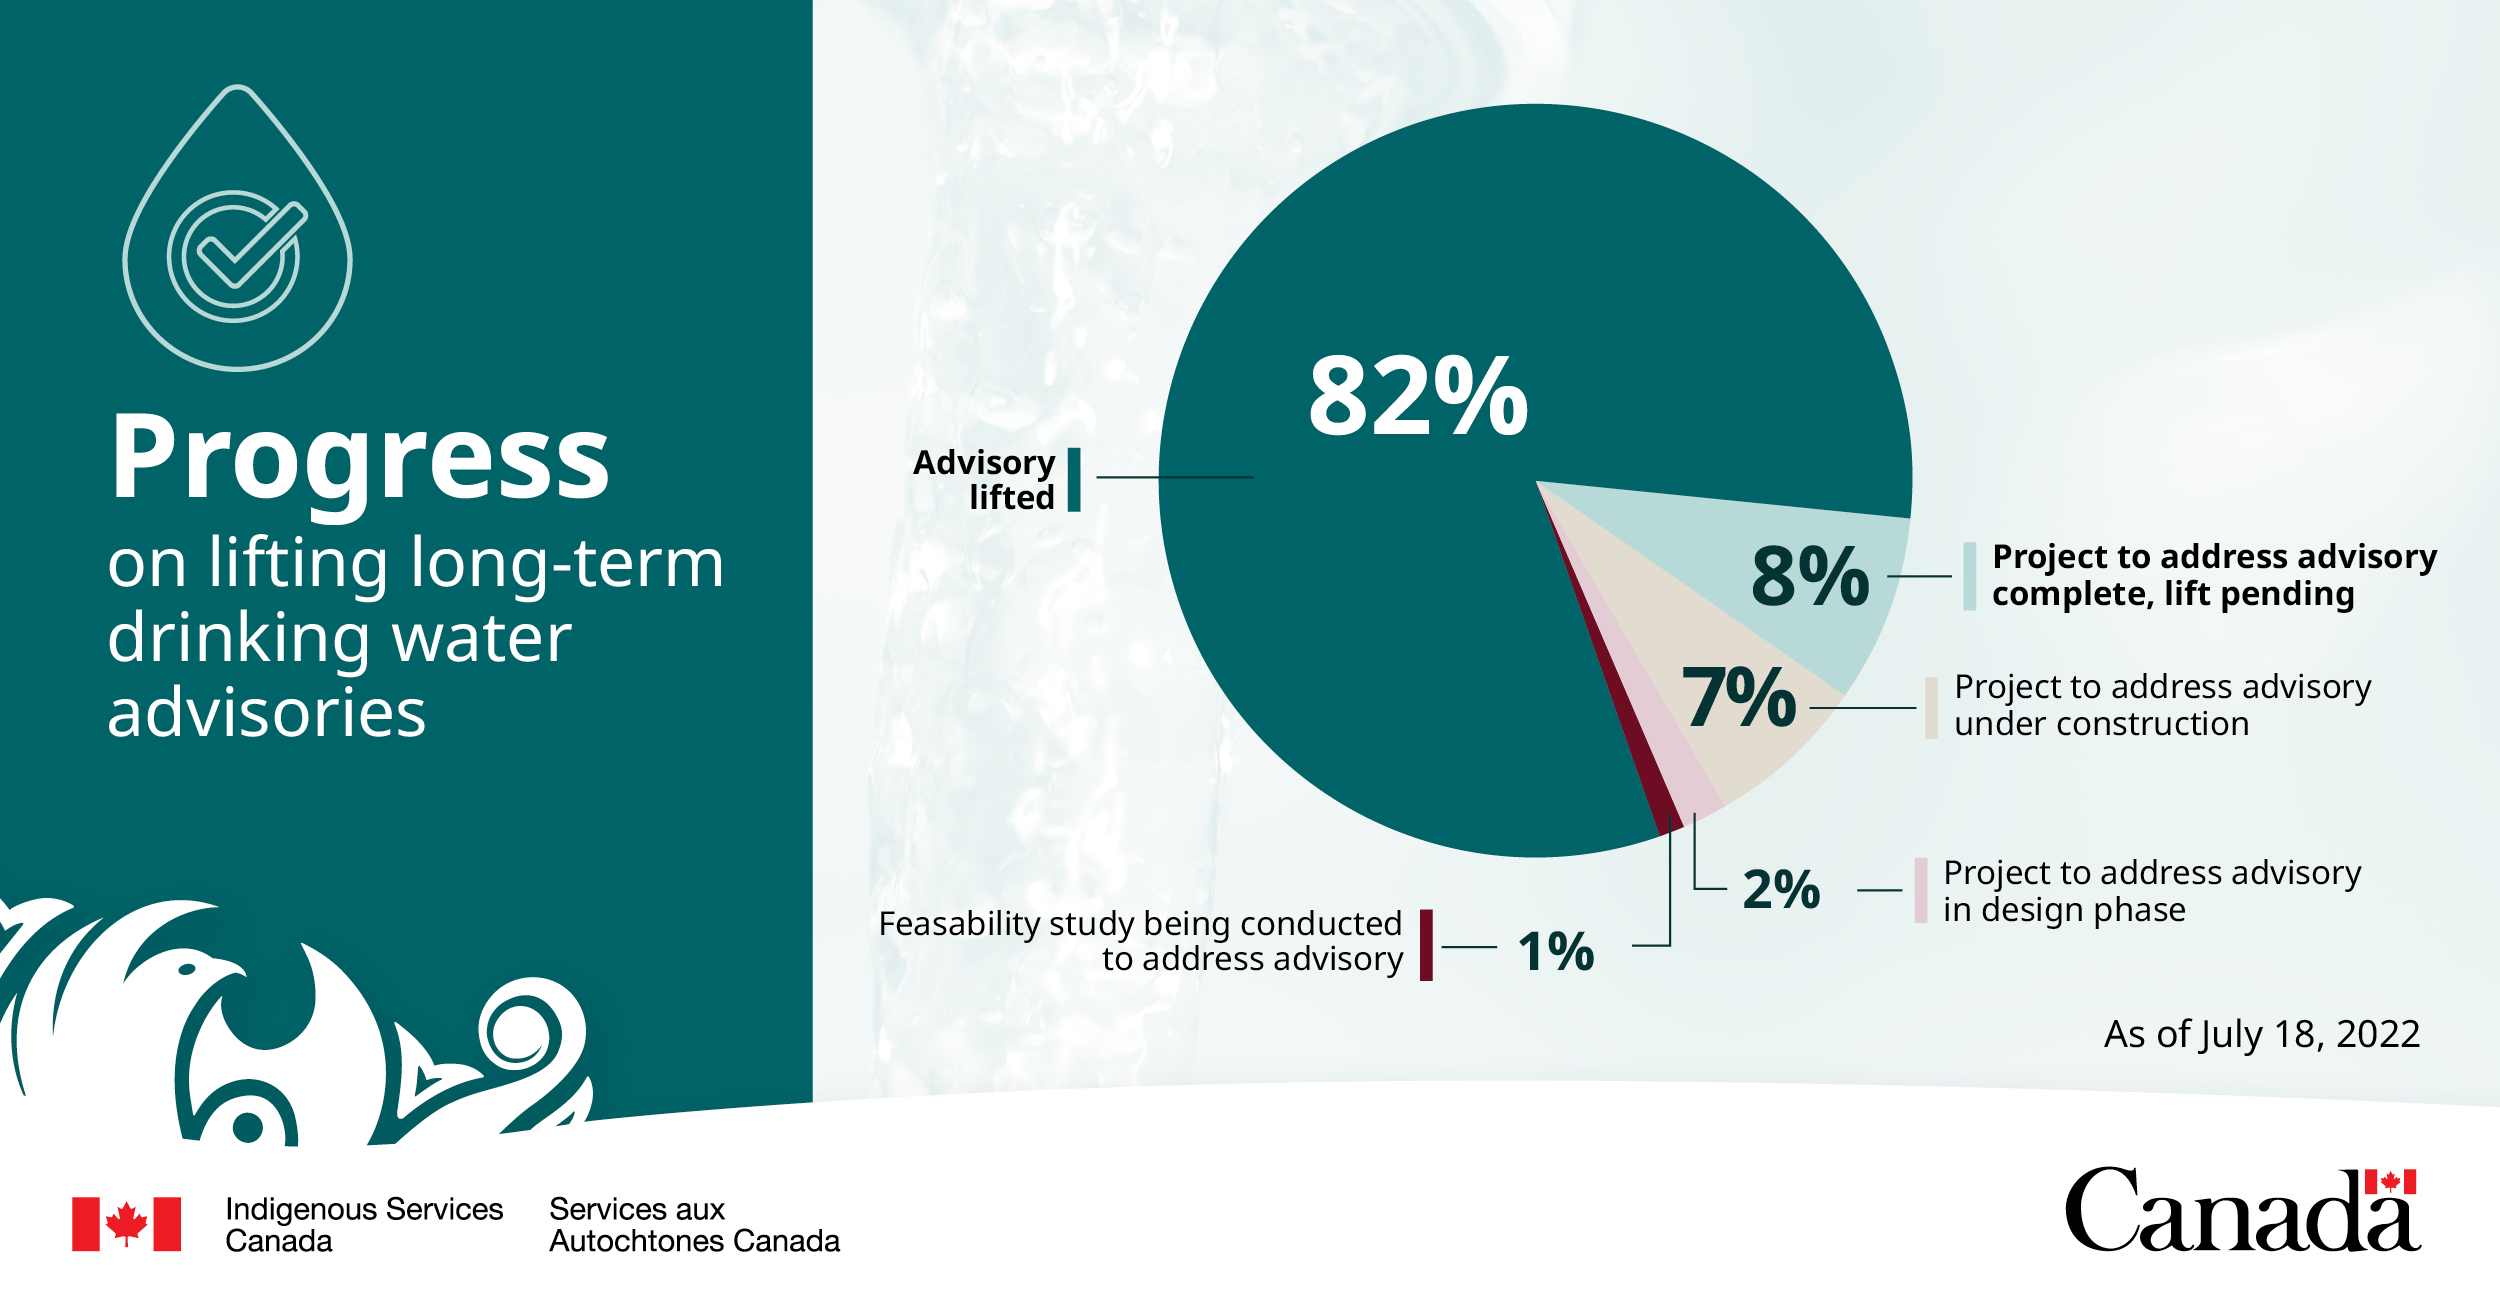 Progress
on lifting long-term
drinking water
advisories
82%
Advisory
lifted
8%
Project to address advisory
complete, lift pending
7%
Project to address advisory
under construction
2%
Project to address advisory
in design phase
Feasability study being conducted
to address advisory
1%
As of July 18, 2022
Indigenous Services
Canada
Services aux
Autochtones Canada
Canada